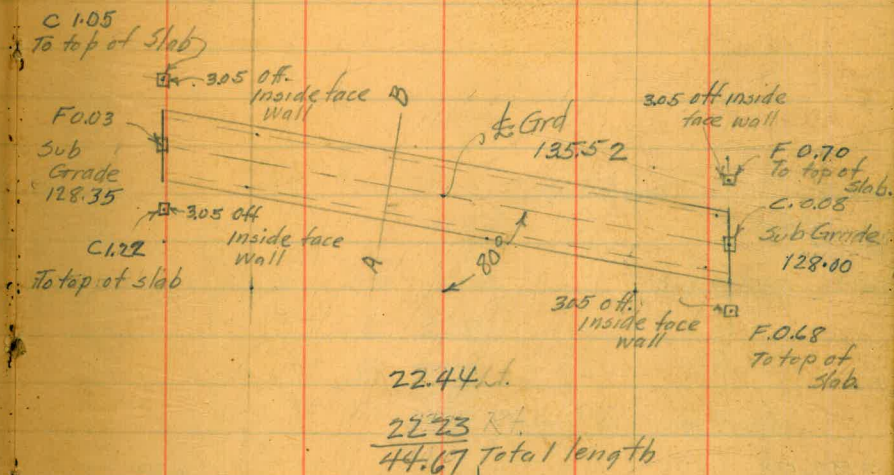 C 1.05
To top of Slab
3.05 off.
Inside face
wall
F 0.03
Sub
Grade
128.35
3.05 off
Inside face
wall
C 1.22
To top of slab
B
A
℄ Grd
135.52
80°
3.05 off inside
face wall
F 0.70
To top of
slab.
C. 0.08
Sub Grade
128.00
3.05 off.
Inside face
wall
F. 0.68
To top of
slab.
22.44 Lt.
22.23 Rt.
44.67 Total length